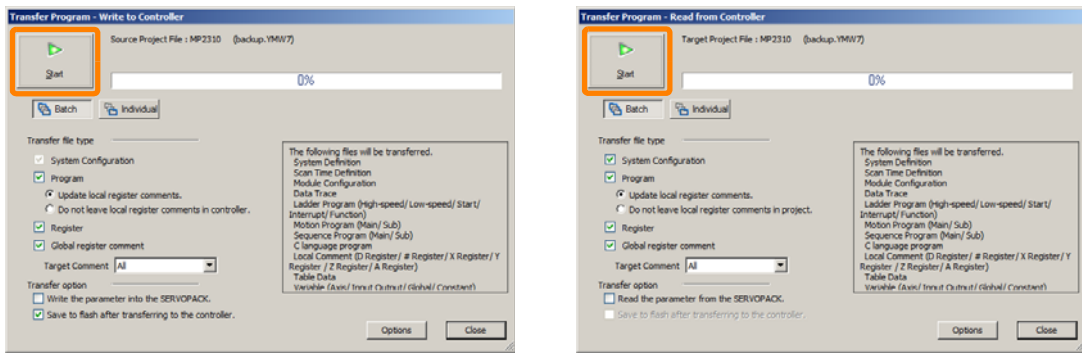 Transfer Program - Write to Controller
Source Project File : MP2310 (backup.YMW7)
Start
0%
Batch Individual
Transfer file type
System Configuration
Program
Update local register comments.
Do not leave local register comments in controller.
Register
Global register comment
Target Comment All
Transfer option
Write the parameter into the SERVOPACK.
Save to flash after transferring to the controller.
The following files will be transferred.
System Definition
Scan Time Definition
Module Configuration
Data Trace
Ladder Program (High-speed/ Low-speed/ Start/
Interrupt/ Function)
Motion Program (Main/ Sub)
Sequence Program (Main/ Sub)
C language program
Local Comment (D Register/ # Register/ X Register/ Y
Register / Z Register/ A Register)
Table Data
Variable (Axis/ Input Output/ Global/ Constant)
Options Close
Transfer Program - Read from Controller
Target Project File : MP2310 (backup.YMW7)
Start
0%
Batch Individual
Transfer file type
System Configuration
Program
Update local register comments.
Do not leave local register comments in project.
Register
Global register comment
Target Comment All
Transfer option
Read the parameter from the SERVOPACK.
Save to flash after transferring to the controller.
The following files will be transferred.
System Definition
Scan Time Definition
Module Configuration
Data Trace
Ladder Program (High-speed/ Low-speed/ Start/
Interrupt/ Function)
Motion Program (Main/ Sub)
Sequence Program (Main/ Sub)
C language program
Local Comment (D Register/ # Register/ X Register/ Y
Register / Z Register/ A Register)
Table Data
Variable (Axis/ Input Output/ Global/ Constant)
Options Close